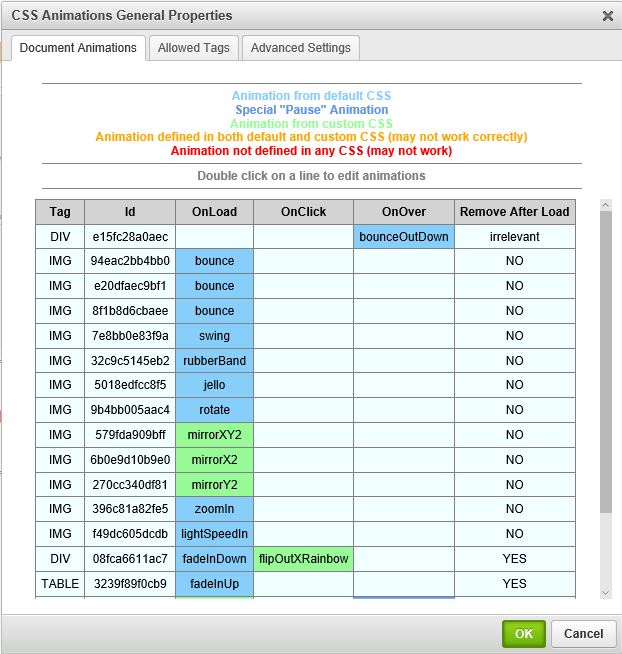 CSS Animations General Properties
Document Animations Allowed Tags Advanced Settings
Animation from default CSS
Special "Pause" Animation
Animation from custom CSS
Animation defined in both default and custom CSS (may not work correctly)
Animation not defined in any CSS (may not work)
Double click on a line to edit animations
Tag Id OnLoad OnClick OnOver Remove After Load
DIV e15fc28a0aec bounceOutDown irrelevant
IMG 94eac2bb4bb0 bounce NO
IMG e20dfaec9bf1 bounce NO
IMG 8f1b8d6cbaee bounce NO
IMG 7e8bb0e83f9a swing NO
IMG 32c9c5145eb2 rubberBand NO
IMG 5018edfcc8f5 jello NO
IMG 9b4bb005aac4 rotate NO
IMG 579fda909bff mirrorXY2 NO
IMG 6b0e9d10b9e0 mirrorX2 NO
IMG 270cc340df81 mirrorY2 NO
IMG 396c81a82fe5 zoomIn NO
IMG f49dc605dcdb lightSpeedIn NO
DIV 08fca6611ac7 fadeInDown flipOutXRainbow YES
TABLE 3239f89f0cb9 fadeInUp YES
OK Cancel